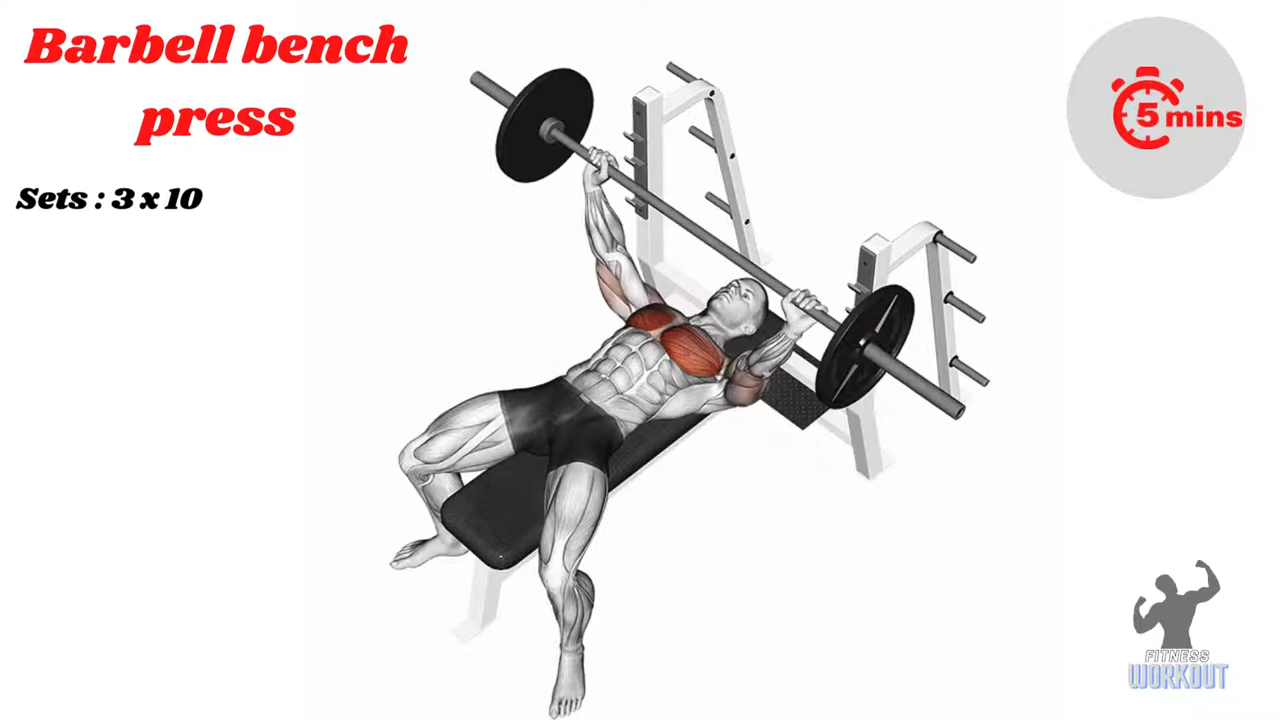 Barbell bench
press
Sets : 3 x 10
5 mins
FITNESS
WORKOUT